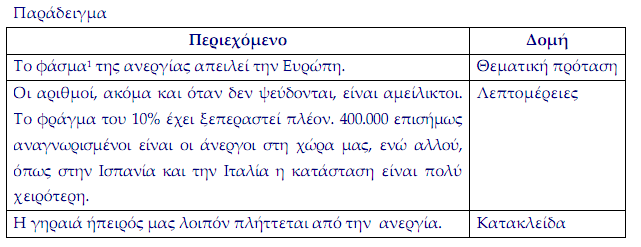 Παράδειγμα
Περιεχόμενο Δομή
Το φάσμα¹ της ανεργίας απειλεί την Ευρώπη. Θεματική πρόταση
Οι αριθμοί, ακόμα και όταν δεν ψεύδονται, είναι αμείλικτοι. Λεπτομέρειες
Το φράγμα του 10% έχει ξεπεραστεί πλέον. 400.000 επισήμως
αναγνωρισμένοι είναι οι άνεργοι στη χώρα μας, ενώ αλλού,
όπως στην Ισπανία και την Ιταλία η κατάσταση είναι πολύ
χειρότερη.
Η γηραιά ήπειρός μας λοιπόν πλήττεται από την ανεργία. Κατακλείδα